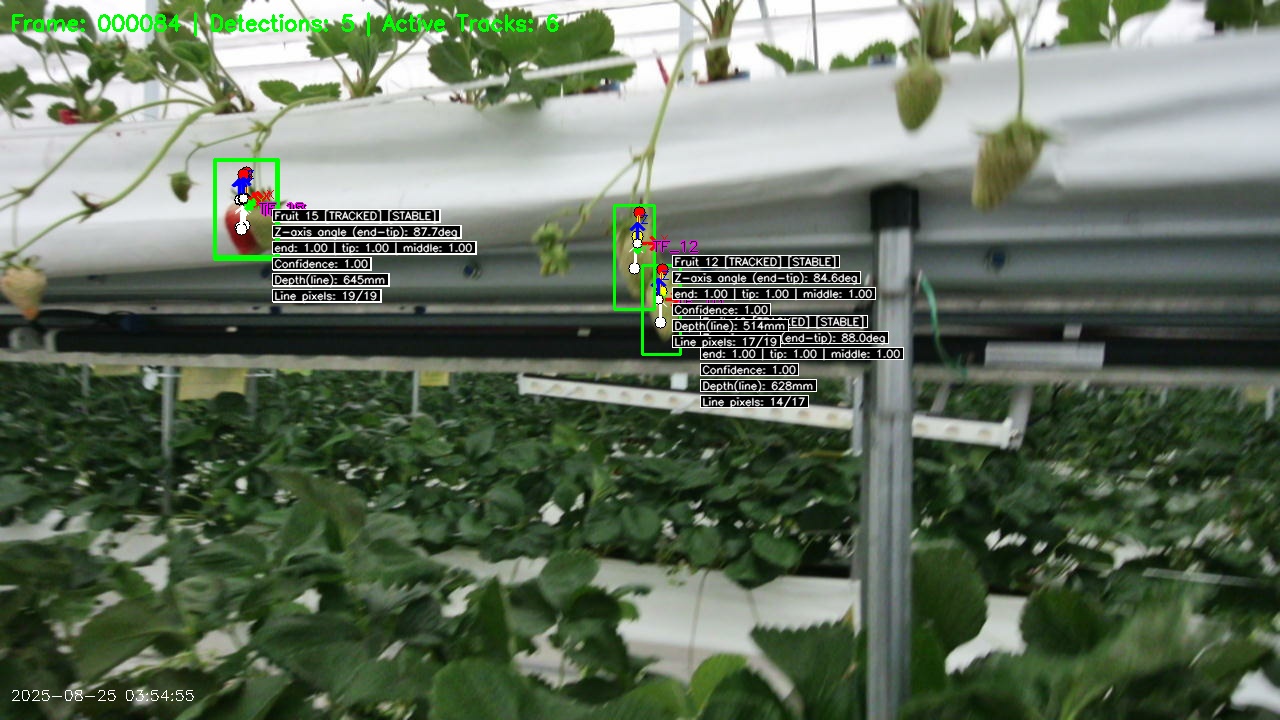 Frame: 000084 | Detections: 5 | Active Tracks: 6
Fruit 15 [TRACKED] [STABLE]
Z-axis angle (end-tip): 87.7deg
end: 1.00 | tip: 1.00 | middle: 1.00
Confidence: 1.00
Depth(line): 645mm
Line pixels: 19/19
TF_12
Fruit 12 [TRACKED] [STABLE]
Z-axis angle (end-tip): 84.6deg
end: 1.00 | tip: 1.00 | middle: 1.00
Confidence: 1.00
Depth(line): 514mm
Line pixels: 17/19
[STABLE]
(end-tip): 88.0deg
end: 1.00 | tip: 1.00 | middle: 1.00
Confidence: 1.00
Depth(line): 628mm
Line pixels: 14/17
2025-08-25 03:54:55